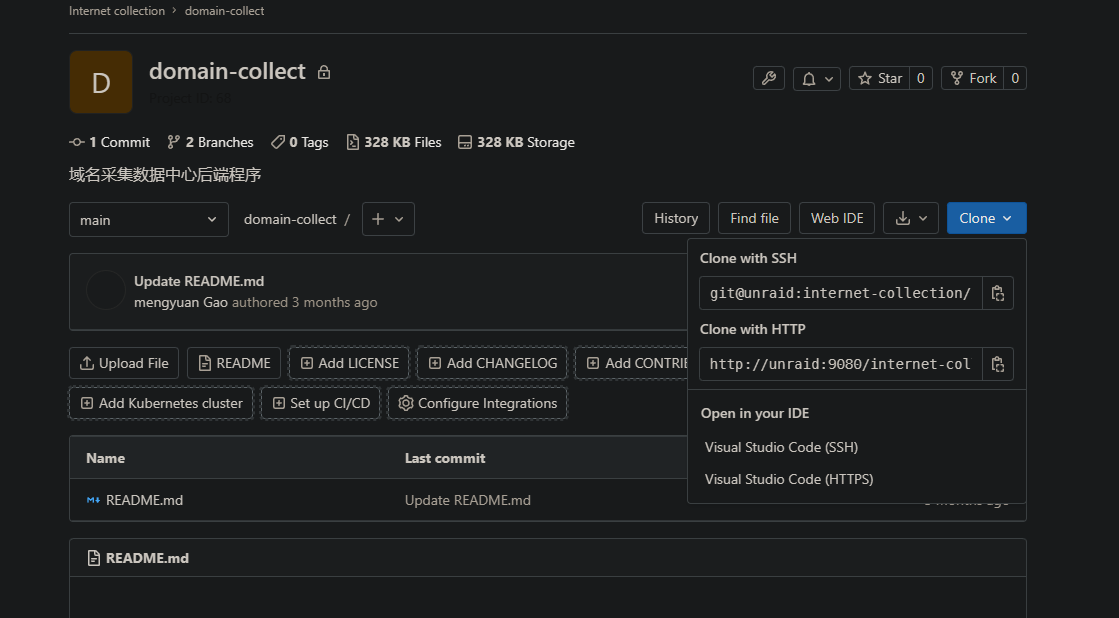 Internet collection › domain-collect
D
domain-collect
Project ID: 68
1 Commit 2 Branches 0 Tags 328 KB Files 328 KB Storage
Star 0 Fork 0
域名采集数据中心后端程序
main domain-collect / History Find file Web IDE Clone
Clone with SSH
git@unraid:internet-collection/
Clone with HTTP
http://unraid:9080/internet-col
Open in your IDE
Visual Studio Code (SSH)
Visual Studio Code (HTTPS)
Update README.md
mengyuan Gao authored 3 months ago
Upload File README Add LICENSE Add CHANGELOG Add CONTRIB
Add Kubernetes cluster Set up CI/CD Configure Integrations
Name Last commit
README.md Update README.md 3 months ago
README.md